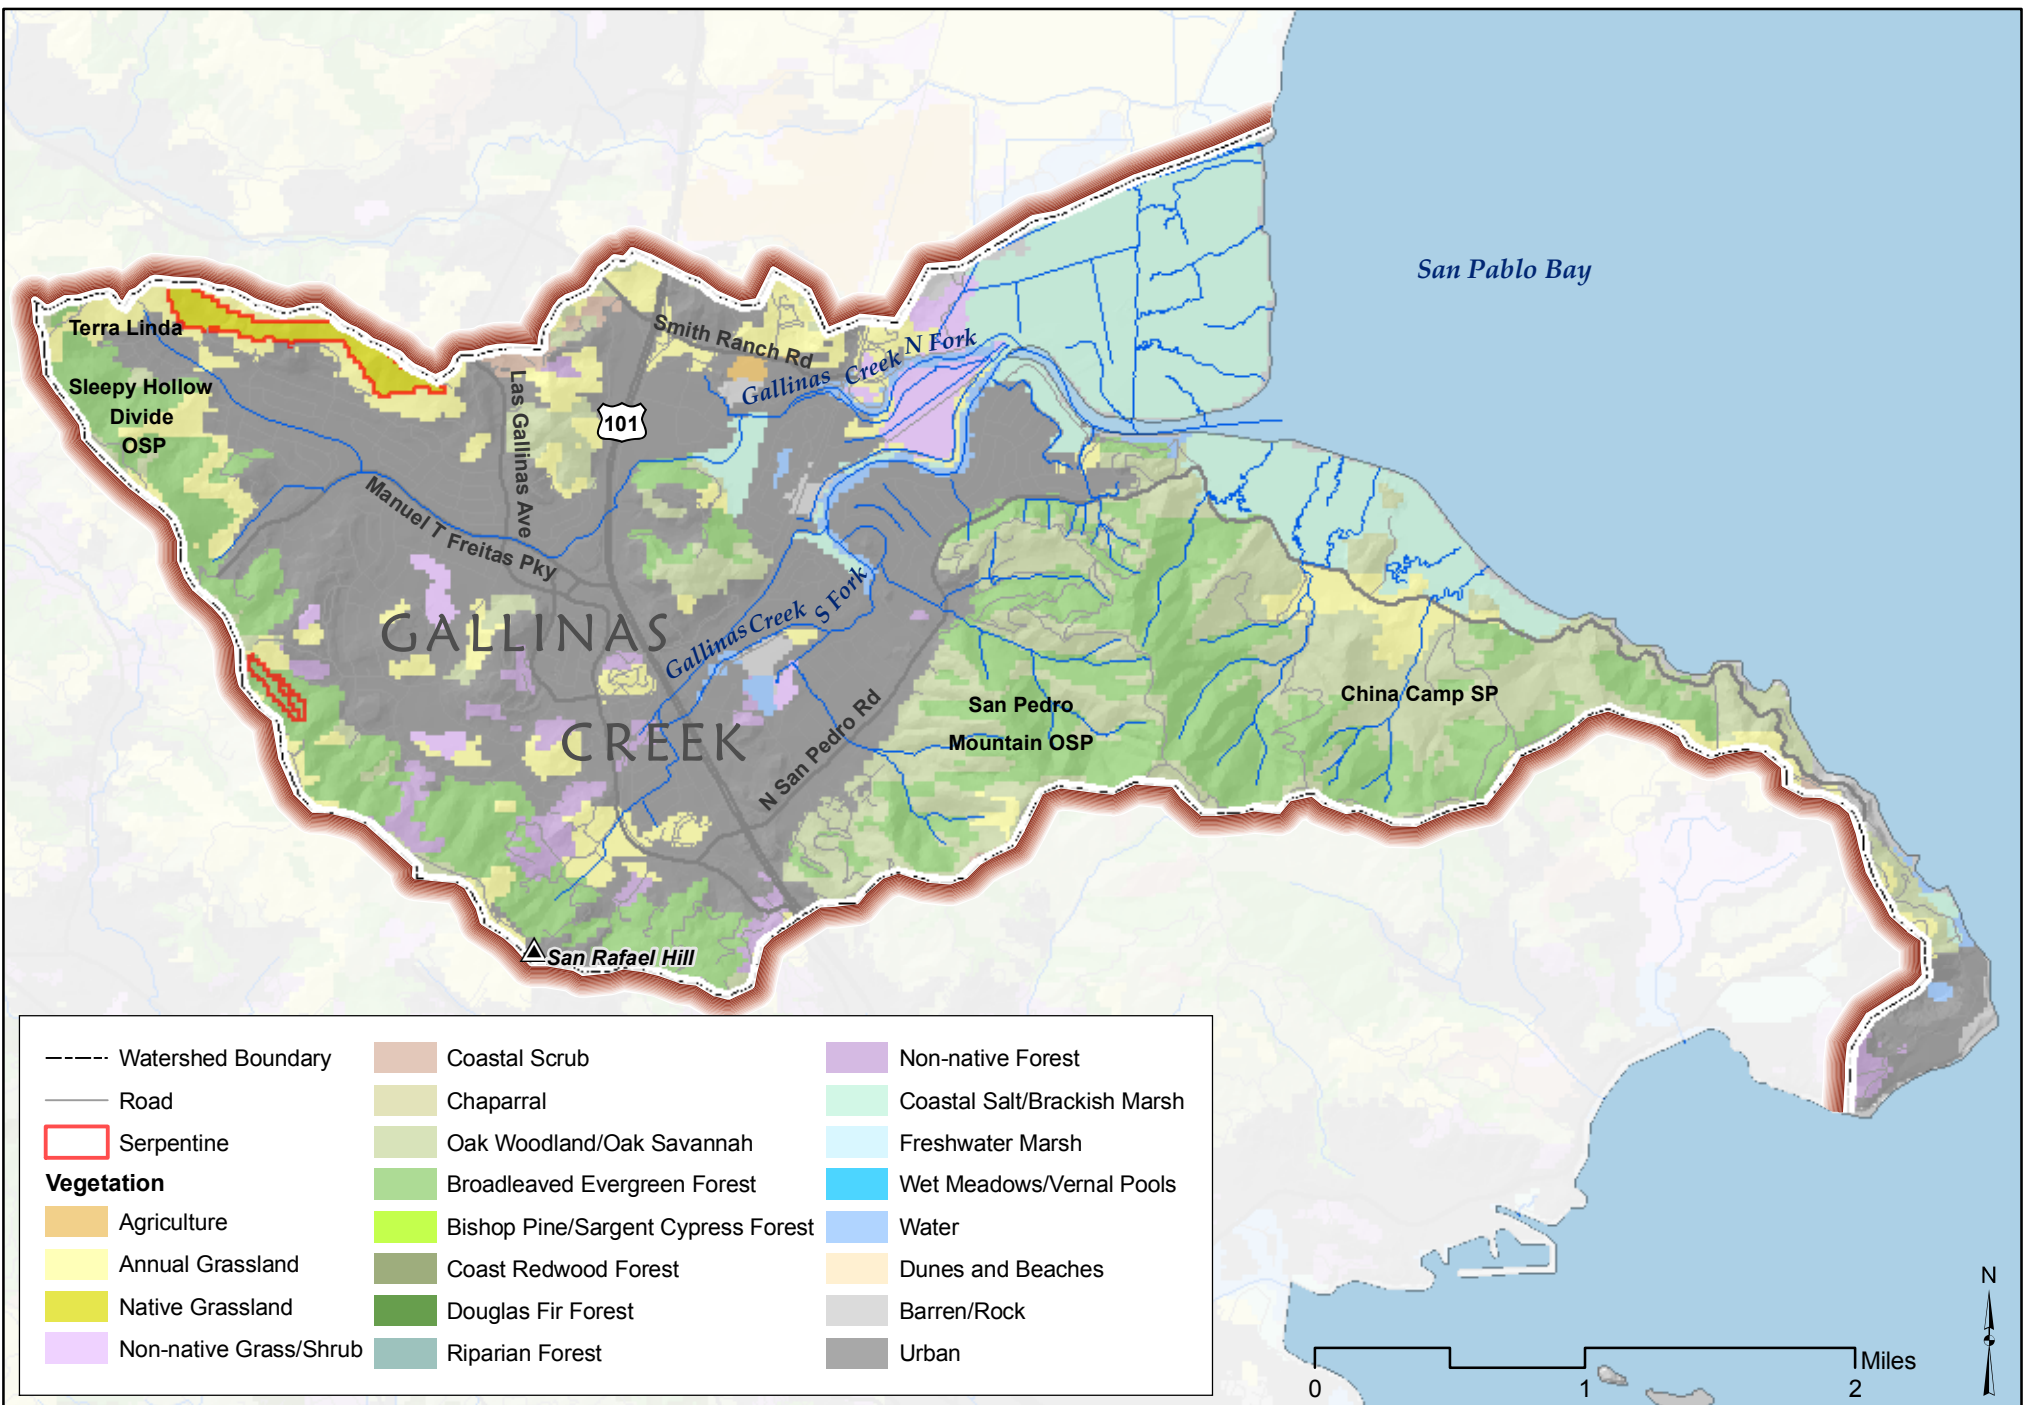 San Pablo Bay
Terra Linda
Smith Ranch Rd
Gallinas Creek N Fork
Sleepy Hollow
Divide
OSP
Las Gallinas Ave
101
Manuel T Freitas Pky
GALLINAS
CREEK
Gallinas Creek S Fork
San Pedro
Mountain OSP
China Camp SP
N San Pedro Rd
San Rafael Hill
Watershed Boundary
Road
Serpentine
Vegetation
Agriculture
Annual Grassland
Native Grassland
Non-native Grass/Shrub
Coastal Scrub
Chaparral
Oak Woodland/Oak Savannah
Broadleaved Evergreen Forest
Bishop Pine/Sargent Cypress Forest
Coast Redwood Forest
Douglas Fir Forest
Riparian Forest
Non-native Forest
Coastal Salt/Brackish Marsh
Freshwater Marsh
Wet Meadows/Vernal Pools
Water
Dunes and Beaches
Barren/Rock
Urban
N
Miles
0 1 2